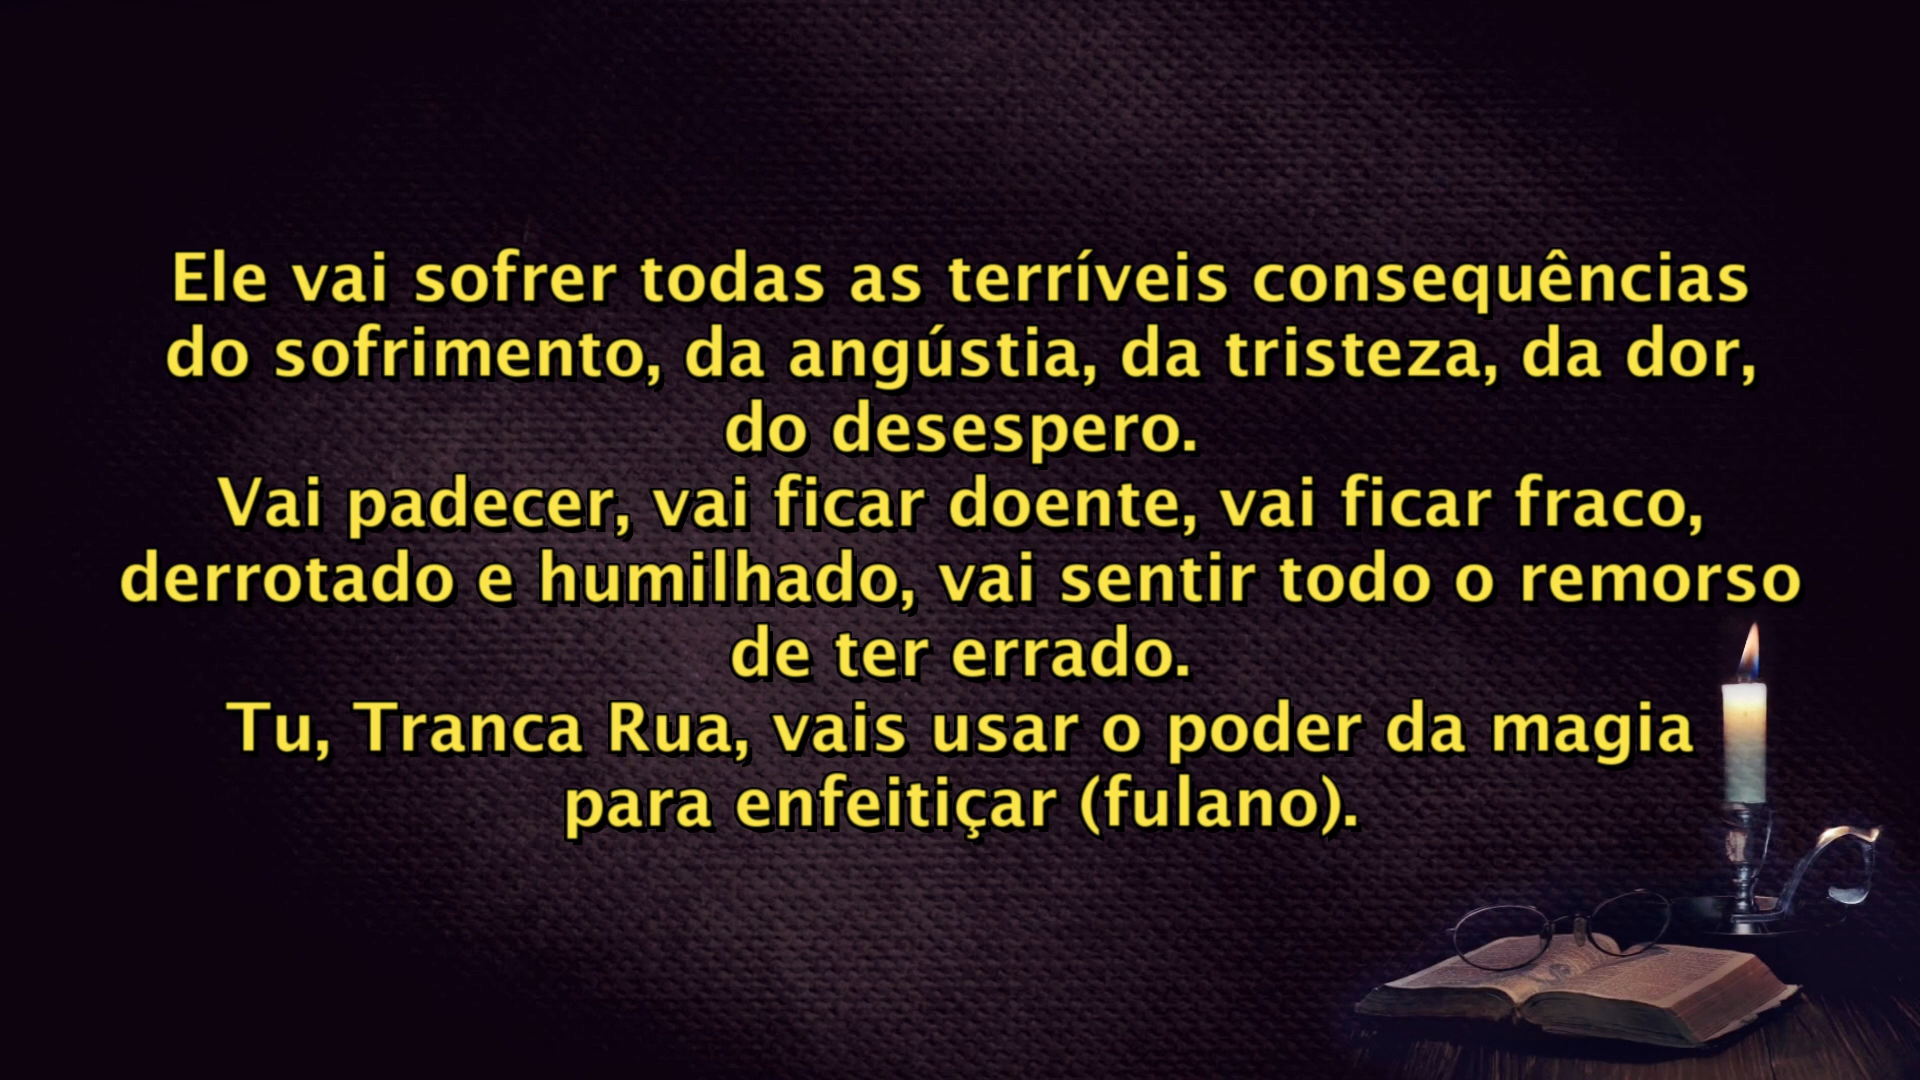 Ele vai sofrer todas as terríveis consequências
do sofrimento, da angústia, da tristeza, da dor,
do desespero.
Vai padecer, vai ficar doente, vai ficar fraco,
derrotado e humilhado, vai sentir todo o remorso
de ter errado.
Tu, Tranca Rua, vais usar o poder da magia
para enfeitiçar (fulano).